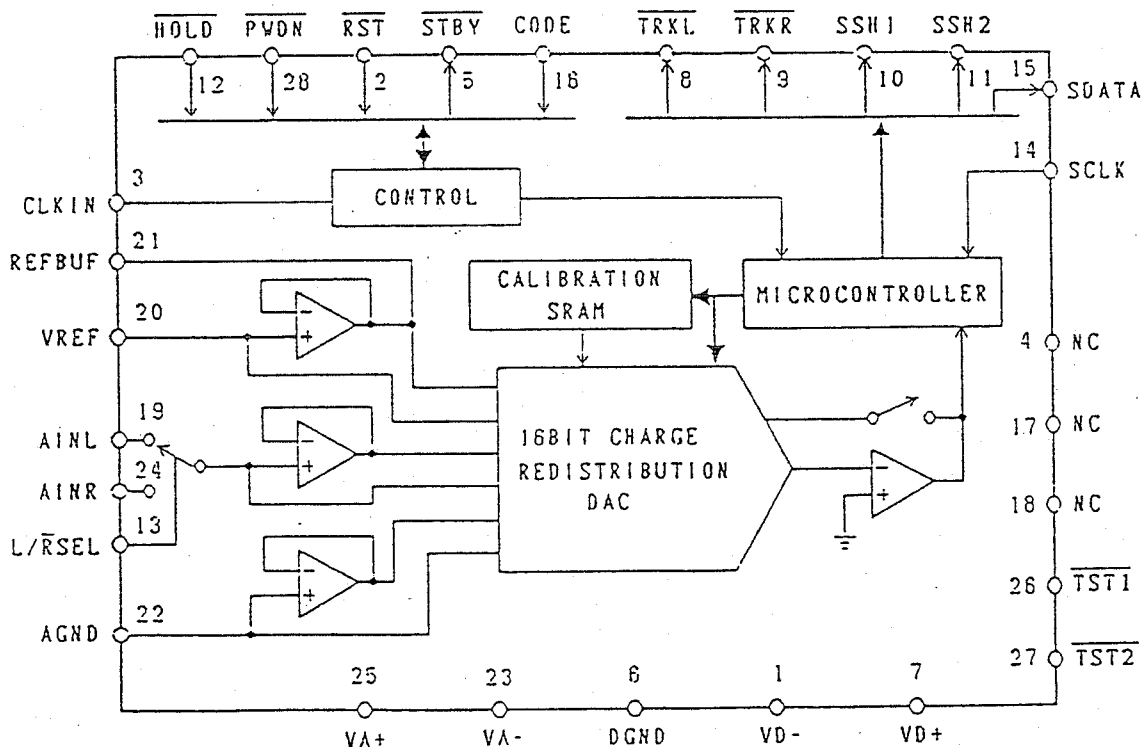 HOLD PWDN RST STBY CODE TRKL TRKR SSH1 SSH2
12 28 2 5 16 8 9 10 11 15
SDATA
14
SCLK
3
CLKIN
CONTROL
21
REFBUF
CALIBRATION
SRAM
MICROCONTROLLER
20
VREF
4 NC
19
AINL
16BIT CHARGE
REDISTRIBUTION
DAC
17 NC
24
AINR
13
L/RSEL
18 NC
26 TST1
22
AGND
27 TST2
25 23 6 1 7
VA+ VA- DGND VD- VD+
- + - + - + - +